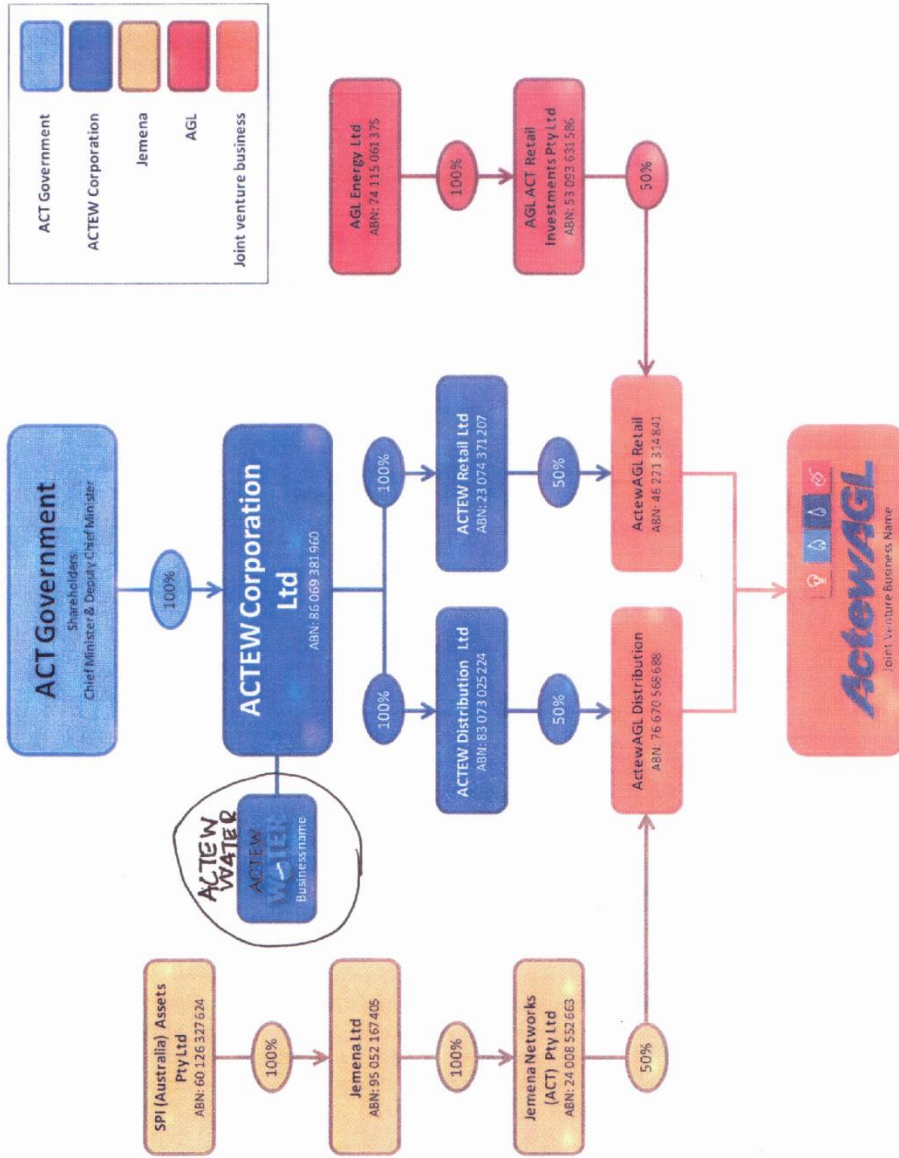 ACT Government
Shareholders:
Chief Minister & Deputy Chief Minister
100%
ACT Government
ACTEW Corporation
Jemena
AGL
Joint venture business
SPI (Australia) Assets
Pty Ltd
ABN: 60 126 327 624
100%
Jemena Ltd
ABN: 95 052 167 405
100%
Jemena Networks
(ACT) Pty Ltd
ABN: 24 008 552 663
50%
ACTEW
WATER
ACTEW
WATER
Business name
ACTEW Corporation
Ltd
ABN: 86 069 381 960
100%
100%
ACTEW Distribution Ltd
ABN: 83 073 025 224
ACTEW Retail Ltd
ABN: 23 074 371 207
50%
50%
AGL Energy Ltd
ABN: 74 115 061 375
100%
AGL ACT Retail
Investments Pty Ltd
ABN: 53 093 631 586
50%
ActewAGL Distribution
ABN: 76 670 568 688
ActewAGL Retail
ABN: 46 221 314 841
ActewAGL
Joint Venture Business Name